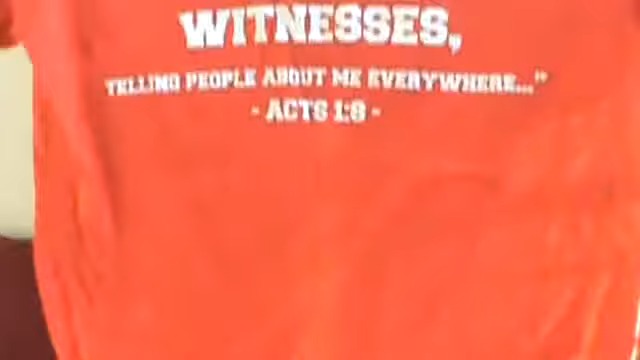 WITNESSES,
TELLING PEOPLE ABOUT ME EVERYWHERE..."
- ACTS 1:8 -